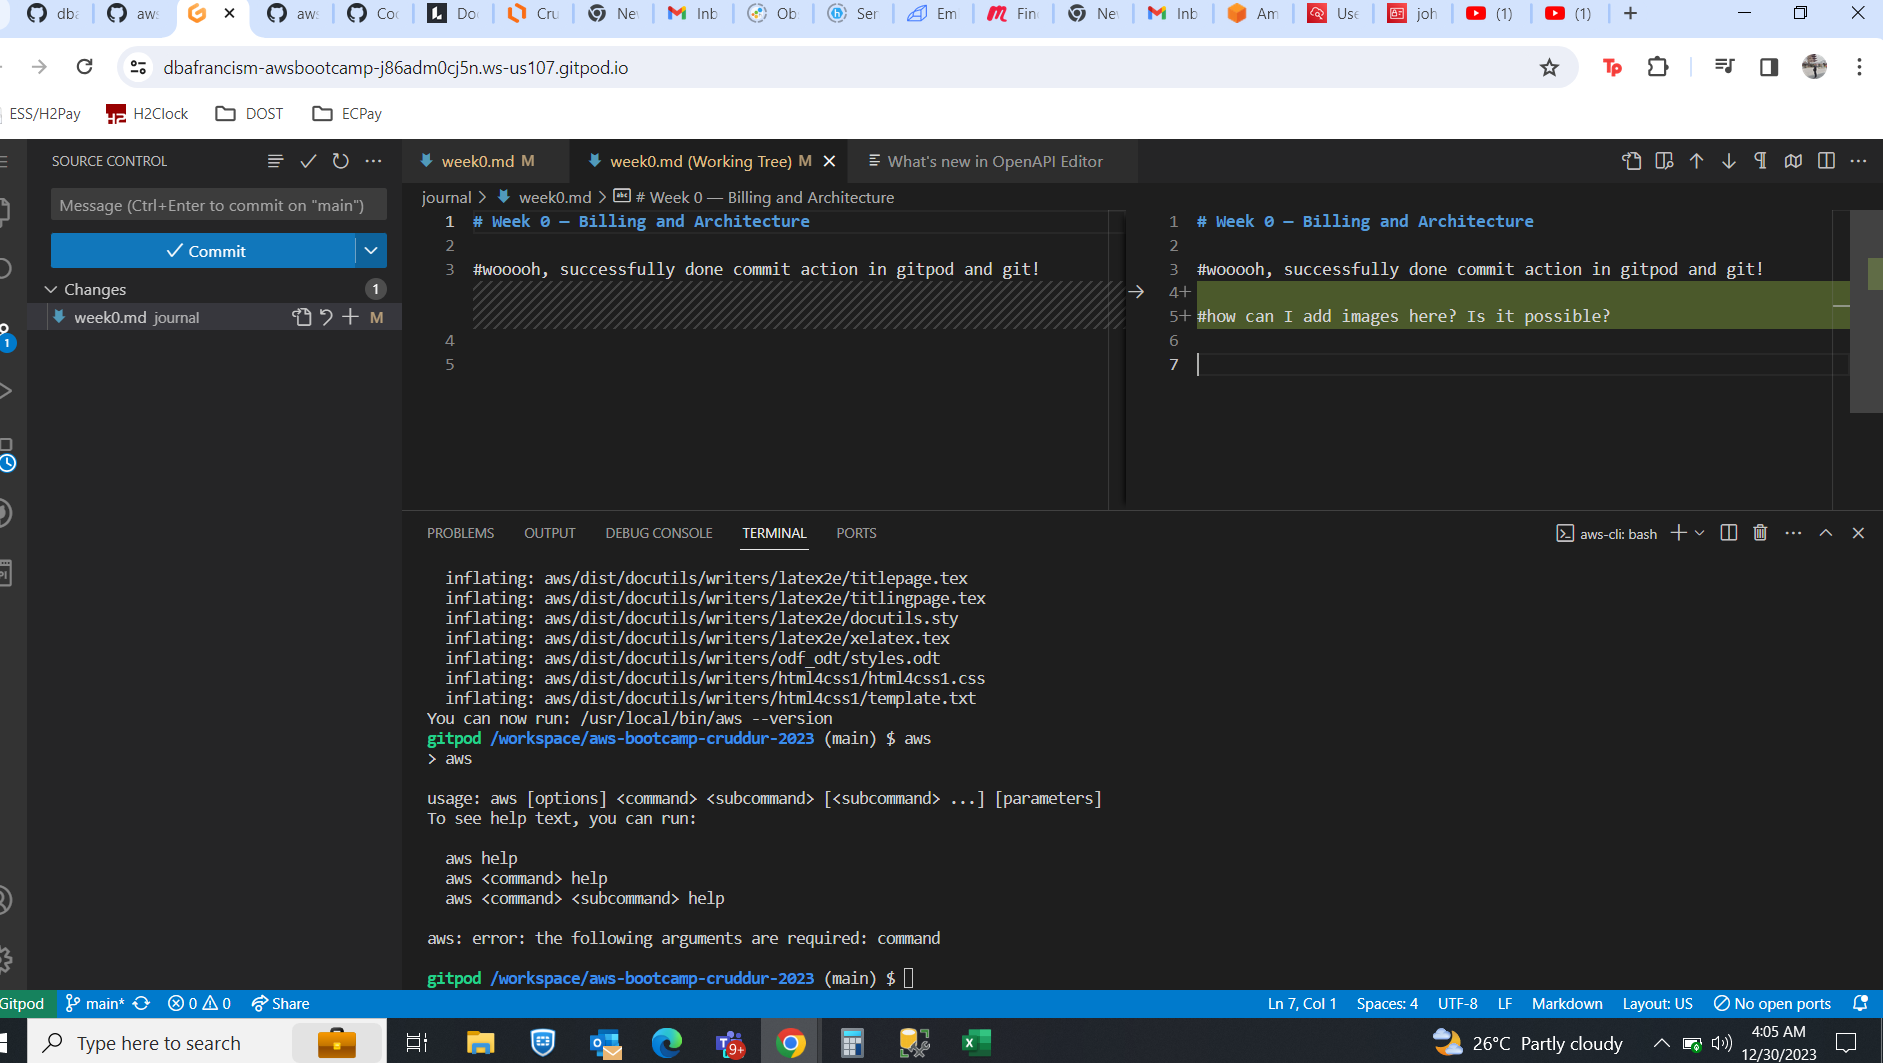 dba
aws
aws
Coc
Doc
Cru
Nev
Inb
Obs
Ser
Em
Find
Nev
Inb
Am
Use
joh
(1)
(1)
dbafrancism-awsbootcamp-j86adm0cj5n.ws-us107.gitpod.io
ESS/H2Pay
H2Clock
DOST
ECPay
SOURCE CONTROL
week0.md M
week0.md (Working Tree) M
What's new in OpenAPI Editor
Message (Ctrl+Enter to commit on "main")
journal > week0.md > # Week 0 — Billing and Architecture
Commit
Changes
1
week0.md journal
M
1 # Week 0 — Billing and Architecture
2
3 #wooooh, successfully done commit action in gitpod and git!
4
5
1 # Week 0 — Billing and Architecture
2
3 #wooooh, successfully done commit action in gitpod and git!
4+
5+ #how can I add images here? Is it possible?
6
7
1
PROBLEMS
OUTPUT
DEBUG CONSOLE
TERMINAL
PORTS
aws-cli: bash
inflating: aws/dist/docutils/writers/latex2e/titlepage.tex
inflating: aws/dist/docutils/writers/latex2e/titlingpage.tex
inflating: aws/dist/docutils/writers/latex2e/docutils.sty
inflating: aws/dist/docutils/writers/latex2e/xelatex.tex
inflating: aws/dist/docutils/writers/odf_odt/styles.odt
inflating: aws/dist/docutils/writers/html4css1/html4css1.css
inflating: aws/dist/docutils/writers/html4css1/template.txt
You can now run: /usr/local/bin/aws --version
gitpod /workspace/aws-bootcamp-cruddur-2023 (main) $ aws
> aws
usage: aws [options] <command> <subcommand> [<subcommand> ...] [parameters]
To see help text, you can run:
aws help
aws <command> help
aws <command> <subcommand> help
aws: error: the following arguments are required: command
gitpod /workspace/aws-bootcamp-cruddur-2023 (main) $
Gitpod
main*
0
0
Share
Ln 7, Col 1
Spaces: 4
UTF-8
LF
Markdown
Layout: US
No open ports
Type here to search
9+
26°C Partly cloudy
4:05 AM
12/30/2023